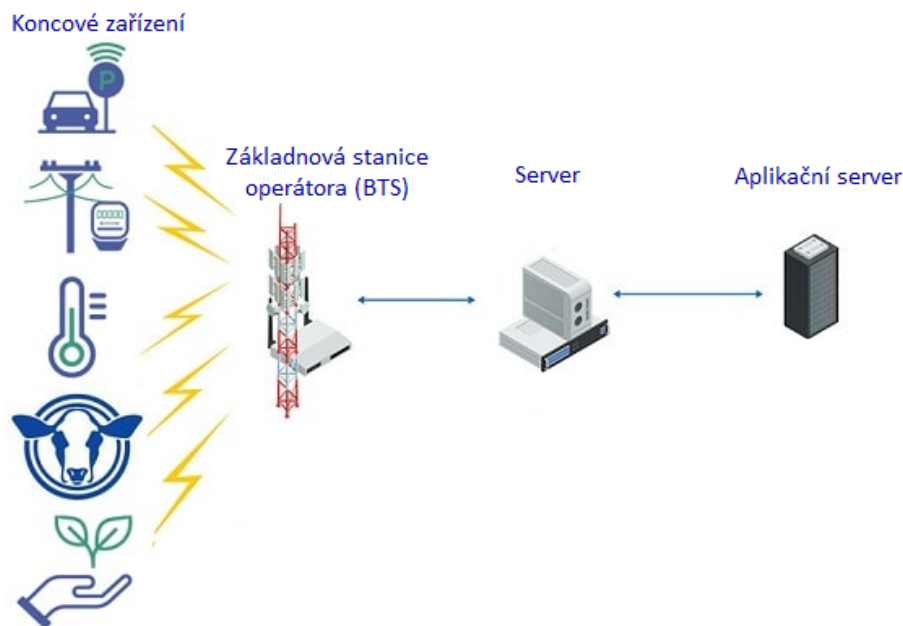 Koncové zařízení
P
Základnová stanice
operátora (BTS)
Server
Aplikační server